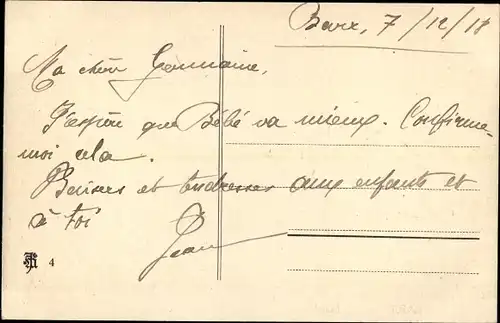 Barr, 7/12/18
Ma chère Germaine,
J'espère que Bébé va mieux. Confirme-
moi cela.
Baisers et tendresses aux enfants et
à toi
Jean
4